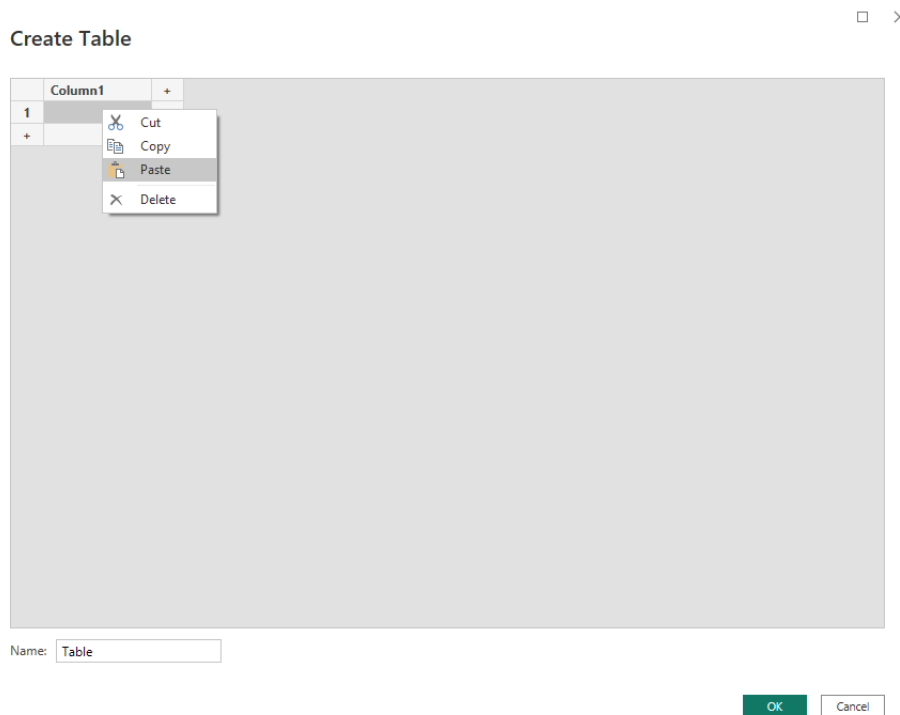 Create Table
Column1 +
1
+
Cut
Copy
Paste
Delete
Name: Table
OK Cancel